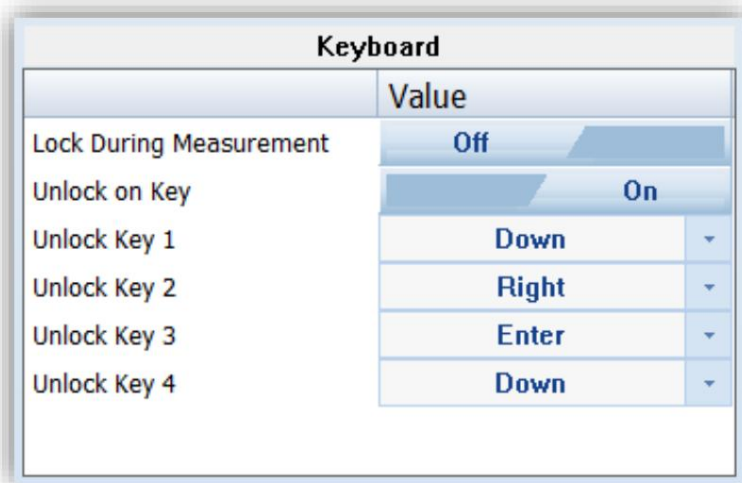 Keyboard
Value
Lock During Measurement Off
Unlock on Key On
Unlock Key 1 Down
Unlock Key 2 Right
Unlock Key 3 Enter
Unlock Key 4 Down